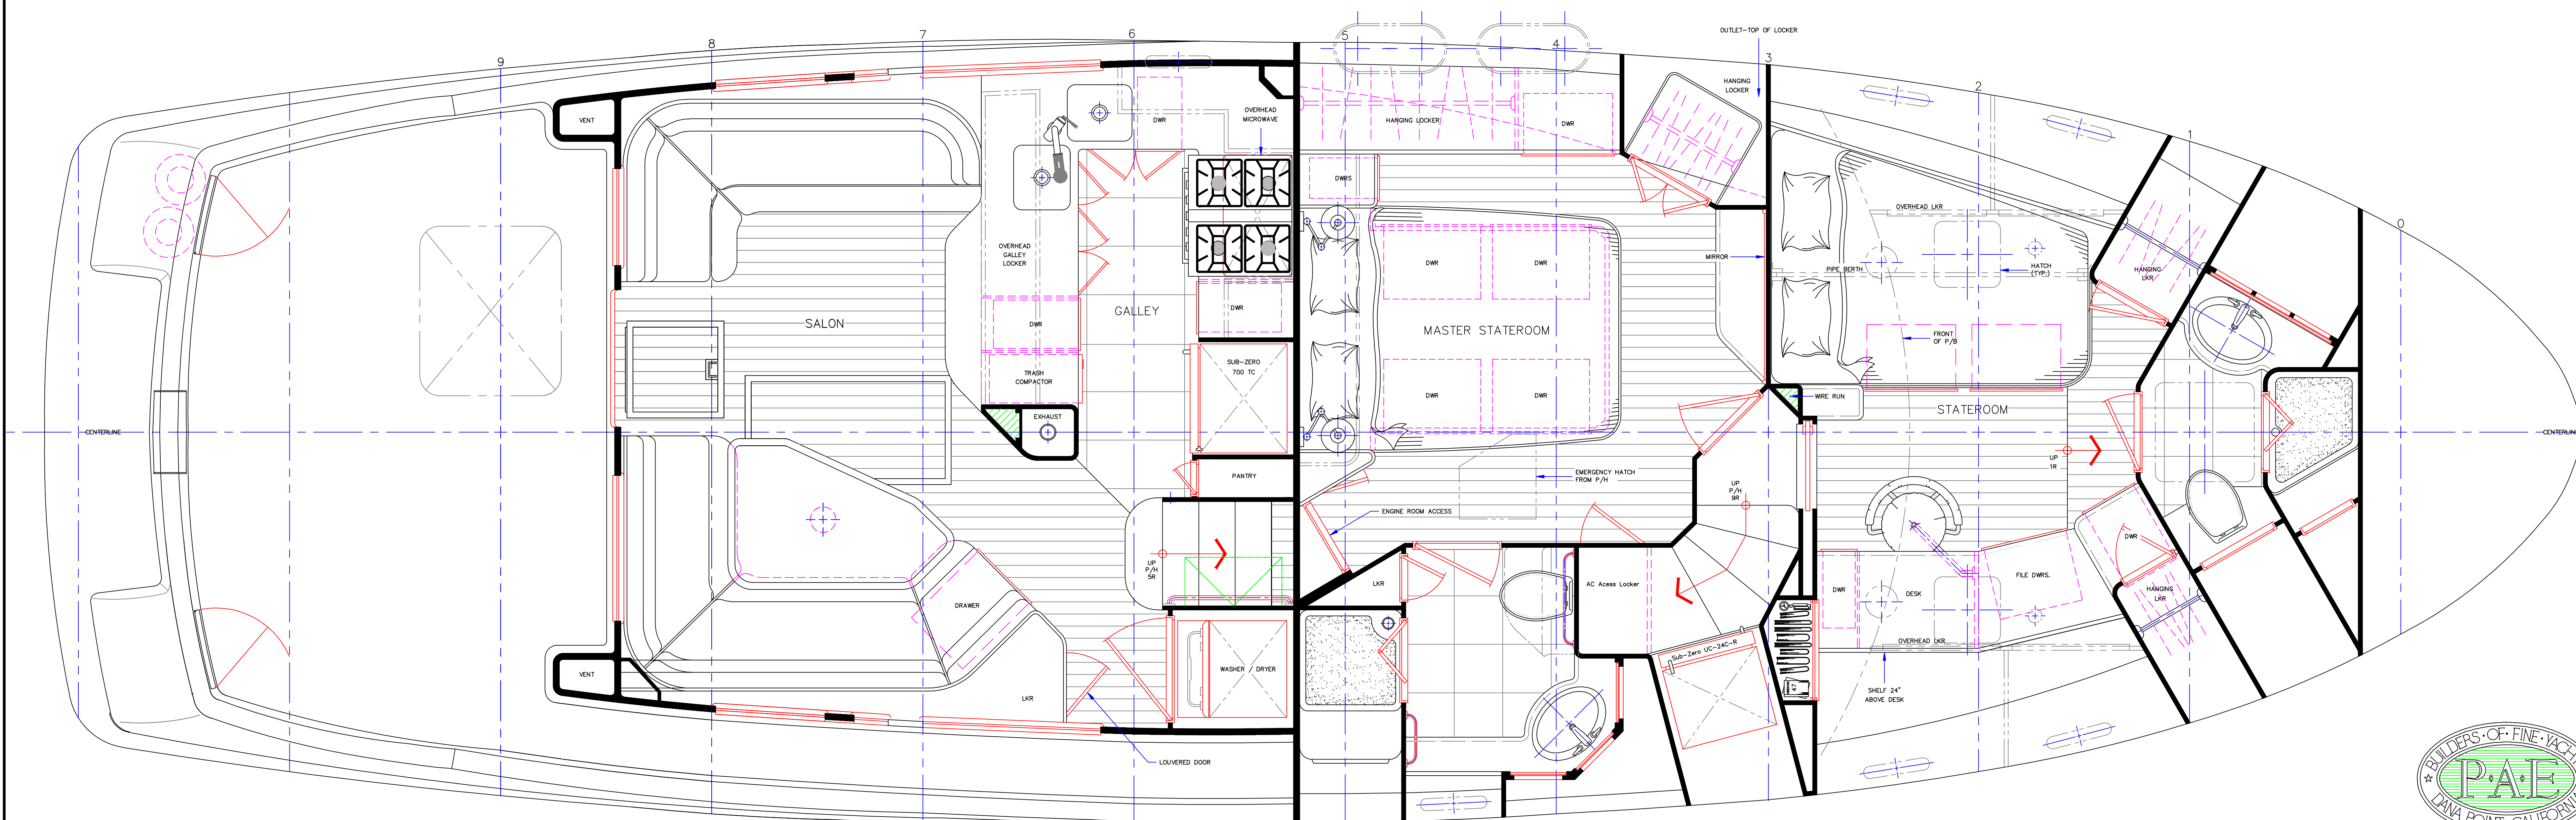 OUTLET-TOP OF LOCKER
9
8
7
6
5
4
3
2
1
0
VENT
DWR
OVERHEAD
MICROWAVE
HANGING LOCKER
DWR
HANGING
LOCKER
DWRS
OVERHEAD
GALLEY
LOCKER
DWR
TRASH
COMPACTOR
EXHAUST
SALON
GALLEY
DWR
SUB-ZERO
700 TC
PANTRY
DWR
DWR
MASTER STATEROOM
DWR
DWR
MIRROR
OVERHEAD LKR
PIPE BERTH
HATCH
(TYP.)
FRONT
OF P/B
HANGING
LKR
WIRE RUN
STATEROOM
CENTERLINE
CENTERLINE
UP
1R
EMERGENCY HATCH
FROM P/H
ENGINE ROOM ACCESS
UP
P/H
9R
UP
P/H
5R
DRAWER
LKR
AC Acess Locker
DWR
DESK
FILE DWRS.
DWR
HANGING
LKR
OVERHEAD LKR
Sub-Zero UC-24C-R
SHELF 24"
ABOVE DESK
VENT
LKR
WASHER / DRYER
LOUVERED DOOR
47
BUILDERS·OF·FINE·YACH
P·A·E
DANA POINT CALIFORNI